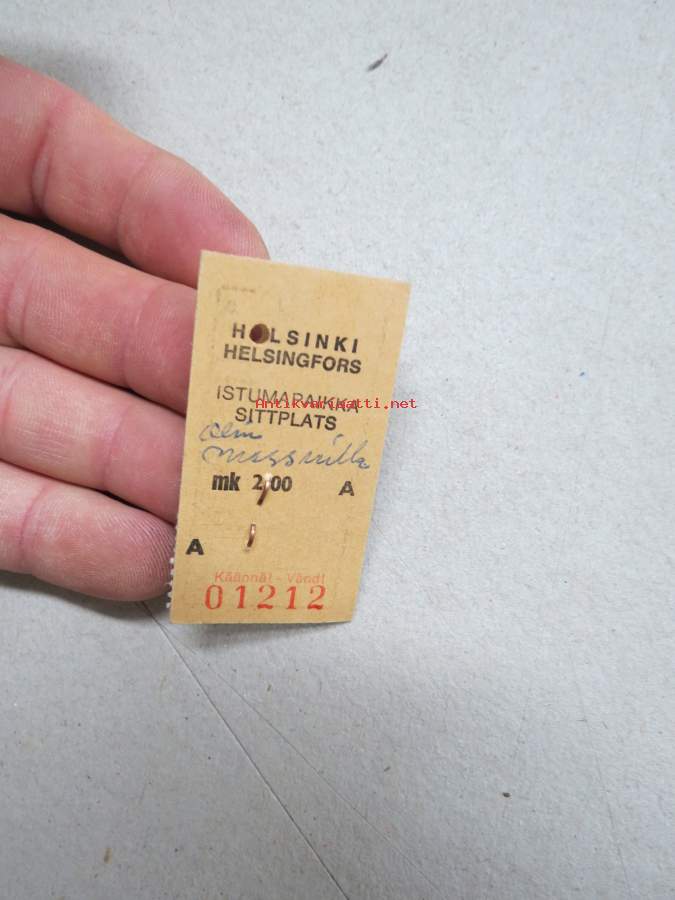 HELSINKI
HELSINGFORS
ISTUMAPAIKKA
SITTPLATS
Antikvariaatti.net
mk 2,00 A
A
Käännä! - Vänd!
01212